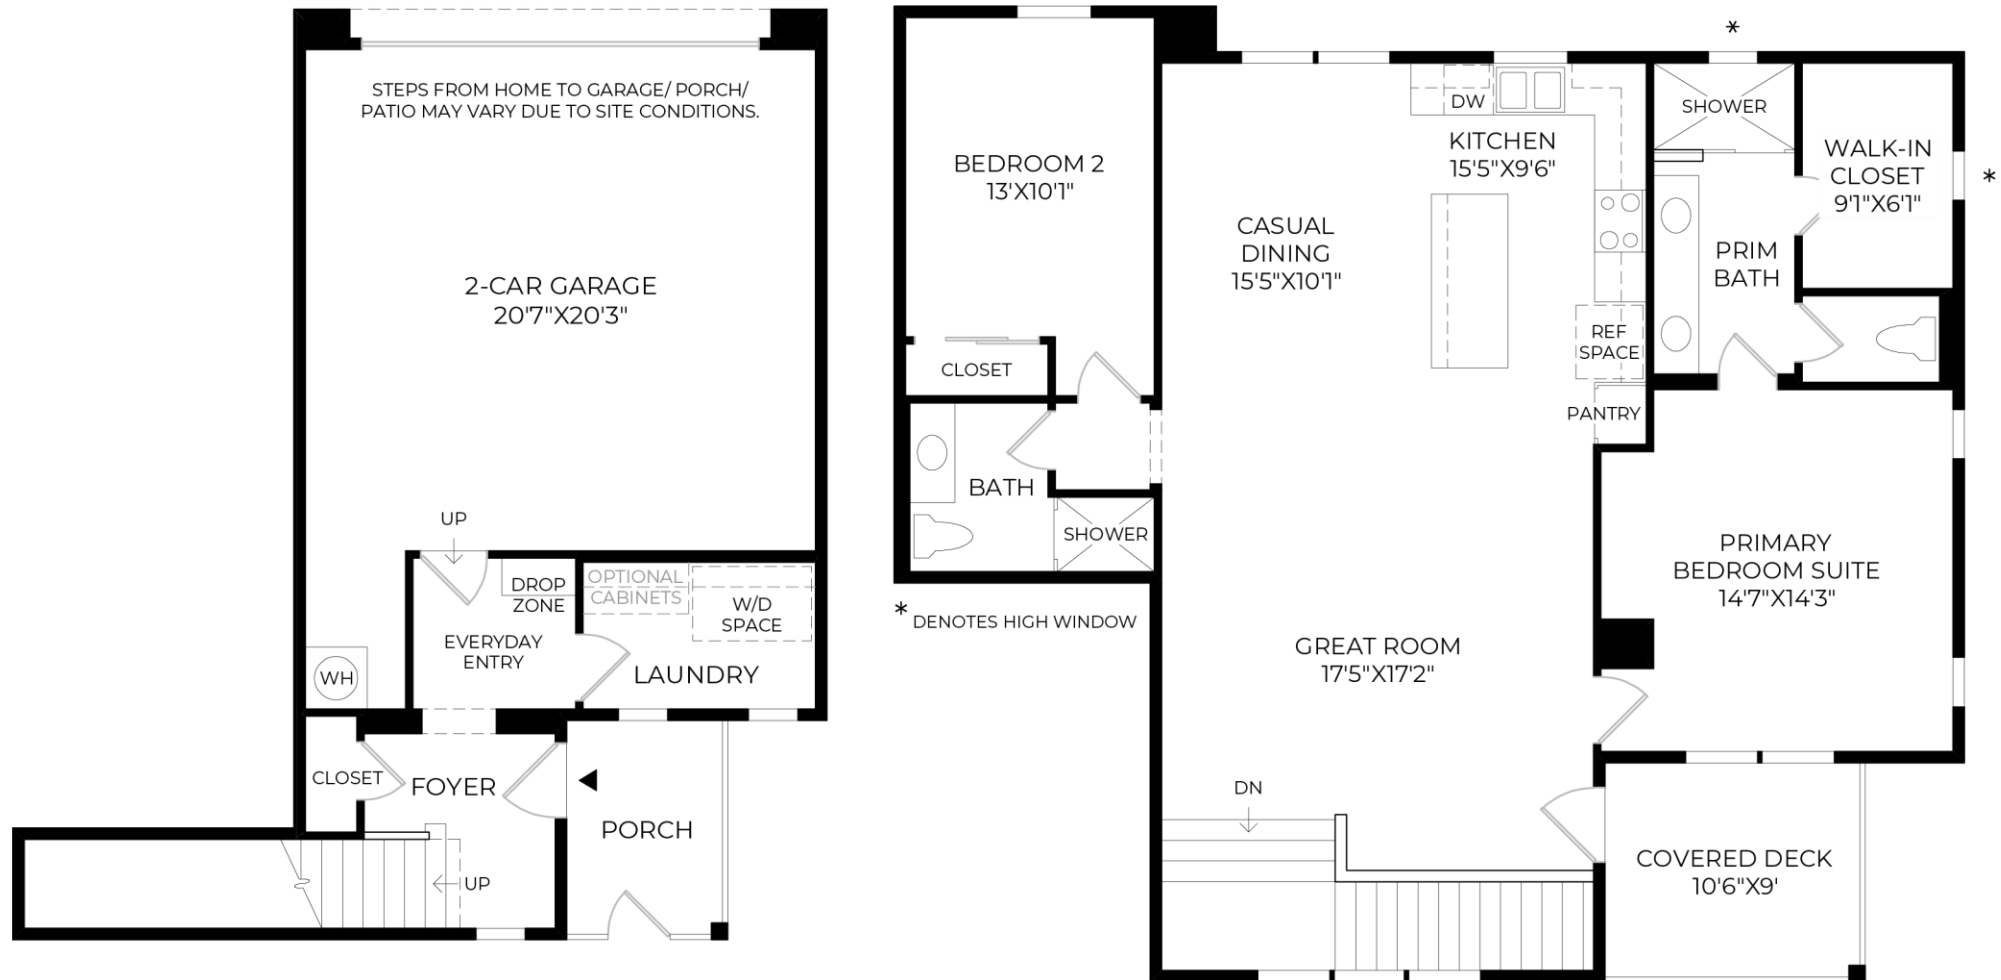 STEPS FROM HOME TO GARAGE/ PORCH/
PATIO MAY VARY DUE TO SITE CONDITIONS.
2-CAR GARAGE
20'7"X20'3"
UP
DROP
ZONE
OPTIONAL
CABINETS
W/D
SPACE
EVERYDAY
ENTRY
LAUNDRY
WH
CLOSET
FOYER
PORCH
UP
BEDROOM 2
13'X10'1"
CLOSET
BATH
SHOWER
* DENOTES HIGH WINDOW
*
DW
KITCHEN
15'5"X9'6"
CASUAL
DINING
15'5"X10'1"
REF
SPACE
PANTRY
SHOWER
WALK-IN
CLOSET
9'1"X6'1"
*
PRIM
BATH
PRIMARY
BEDROOM SUITE
14'7"X14'3"
GREAT ROOM
17'5"X17'2"
DN
COVERED DECK
10'6"X9'